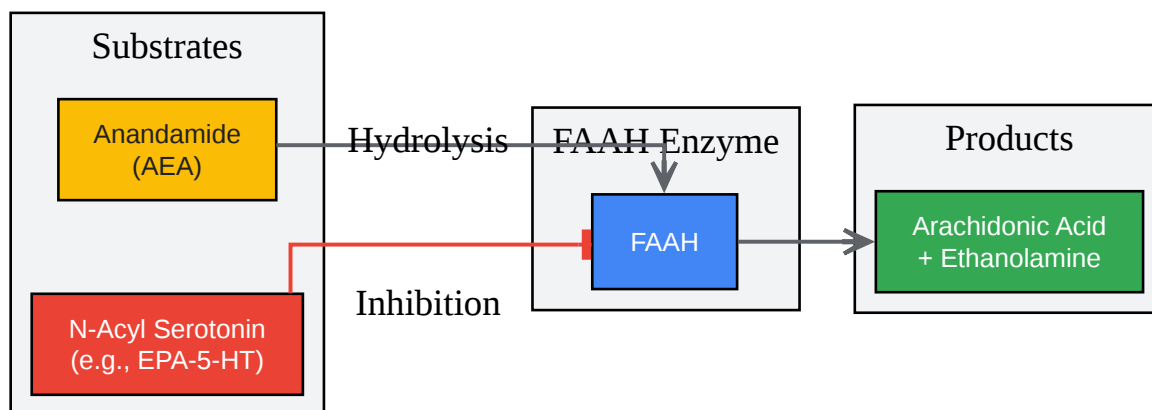 Substrates
Anandamide
(AEA)
N-Acyl Serotonin
(e.g., EPA-5-HT)
Hydrolysis
Inhibition
FAAH Enzyme
FAAH
Products
Arachidonic Acid
+ Ethanolamine